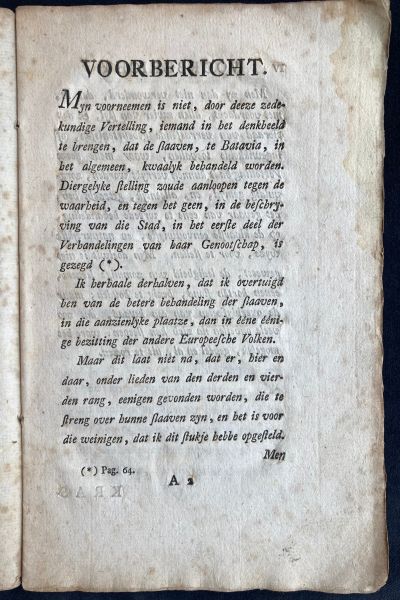 VOORBERICHT.
Myn voorneemen is niet, door deeze zede-
kundige Vertelling, iemand in het denkbeeld
te brengen, dat de ſlaaven, te Batavia, in
het algemeen, kwaalyk behandeld worden.
Diergelyke ſtelling zoude aanloopen tegen de
waarheid, en tegen het geen, in de beſchry-
ving van die Stad, in het eerſte deel der
Verhandelingen van haar Genootſchap, is
gezegd (*).
Ik herhaale derhalven, dat ik overtuigd
ben van de betere behandeling der ſlaaven,
in die aanzienlyke plaatze, dan in ééne ééni-
ge bezitting der andere Europeeſche Volken.
Maar dit laat niet na, dat er, hier en
daar, onder lieden van den derden en vier-
den rang, eenigen gevonden worden, die te
ſtreng over hunne ſlaaven zyn, en het is voor
die weinigen, dat ik dit ſtukje hebbe opgeſteld.
Men
(*) Pag. 64.
A 2